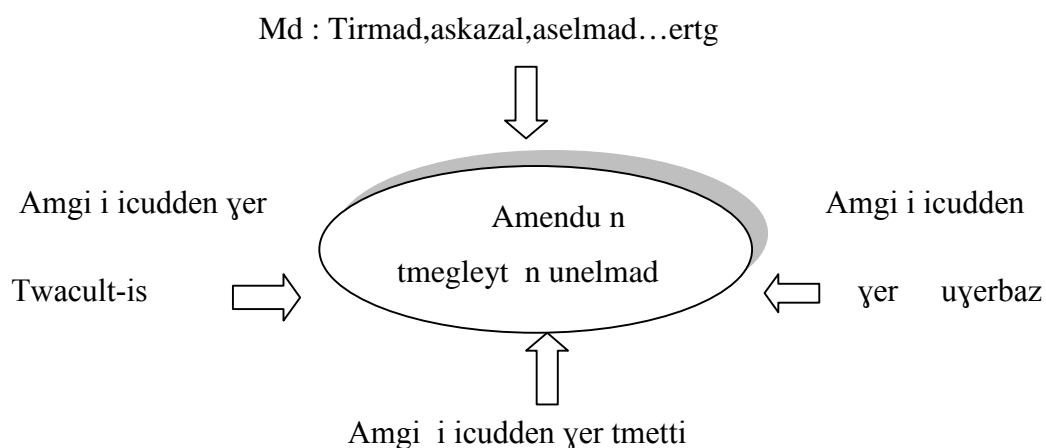 Md : Tirmad,askazal,aselmad…ertg
Amgi i icudden ɣer
Twacult-is
Amendu n
tmegleyt n unelmad
Amgi i icudden
ɣer uɣerbaz
Amgi i icudden ɣer tmetti